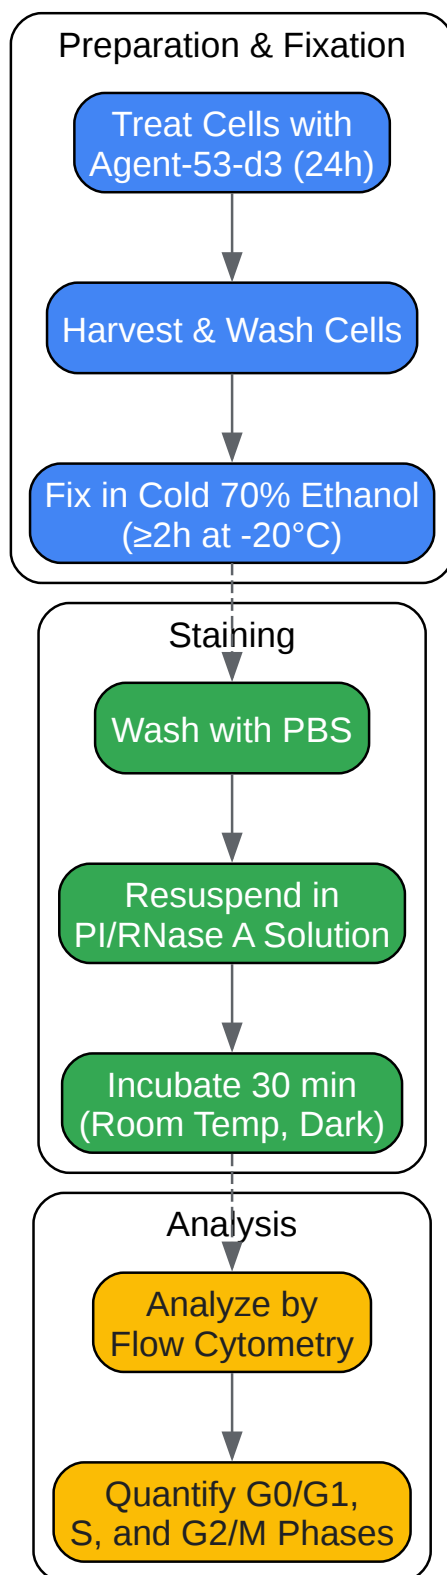 Preparation & Fixation
Treat Cells with
Agent-53-d3 (24h)
Harvest & Wash Cells
Fix in Cold 70% Ethanol
(≥2h at -20°C)
Staining
Wash with PBS
Resuspend in
PI/RNase A Solution
Incubate 30 min
(Room Temp, Dark)
Analysis
Analyze by
Flow Cytometry
Quantify G0/G1,
S, and G2/M Phases